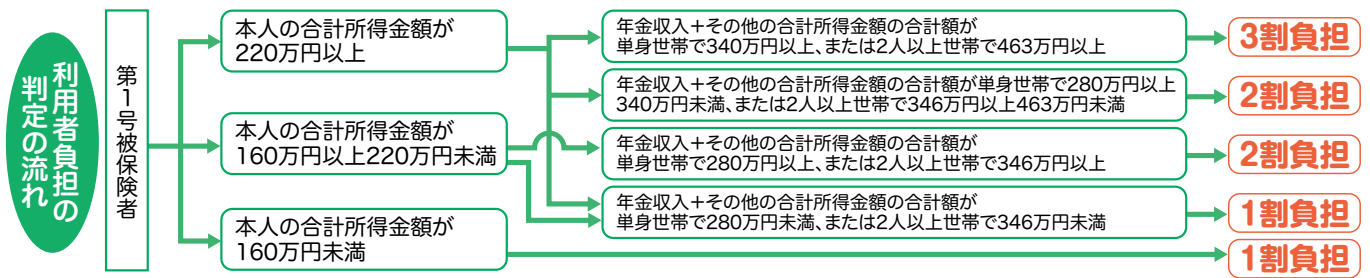 利用者負担の
判定の流れ
第1号被保険者
本人の合計所得金額が
220万円以上
本人の合計所得金額が
160万円以上220万円未満
本人の合計所得金額が
160万円未満
年金収入+その他の合計所得金額の合計額が
単身世帯で340万円以上、または2人以上世帯で463万円以上
年金収入+その他の合計所得金額の合計額が単身世帯で280万円以上
340万円未満、または2人以上世帯で346万円以上463万円未満
年金収入+その他の合計所得金額の合計額が
単身世帯で280万円以上、または2人以上世帯で346万円以上
年金収入+その他の合計所得金額の合計額が
単身世帯で280万円未満、または2人以上世帯で346万円未満
3割負担
2割負担
2割負担
1割負担
1割負担